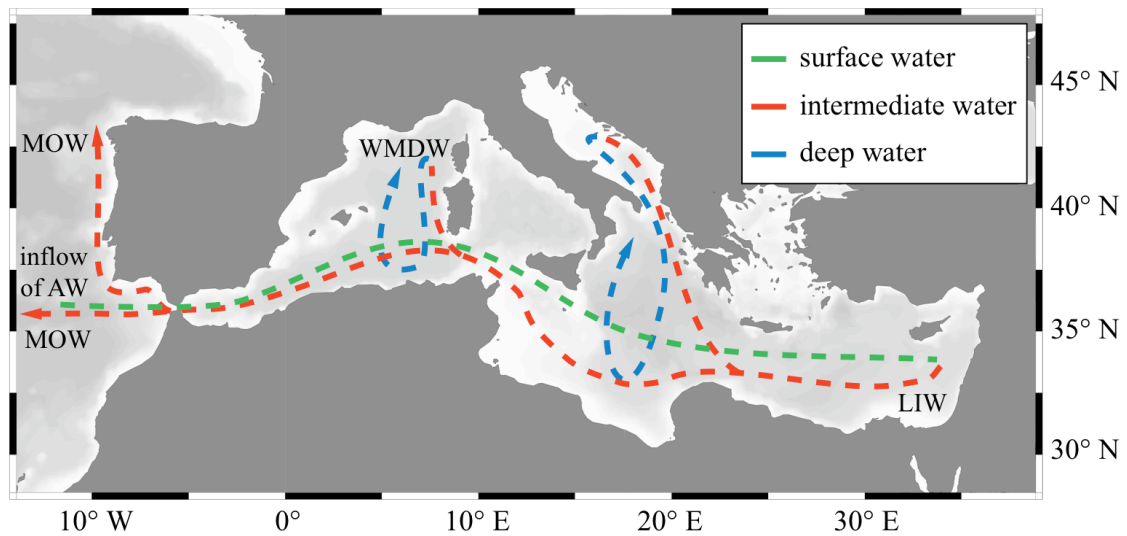 surface water
intermediate water
deep water
MOW
WMDW
inflow
of AW
MOW
LIW
45° N
40° N
35° N
30° N
10° W
0°
10° E
20° E
30° E